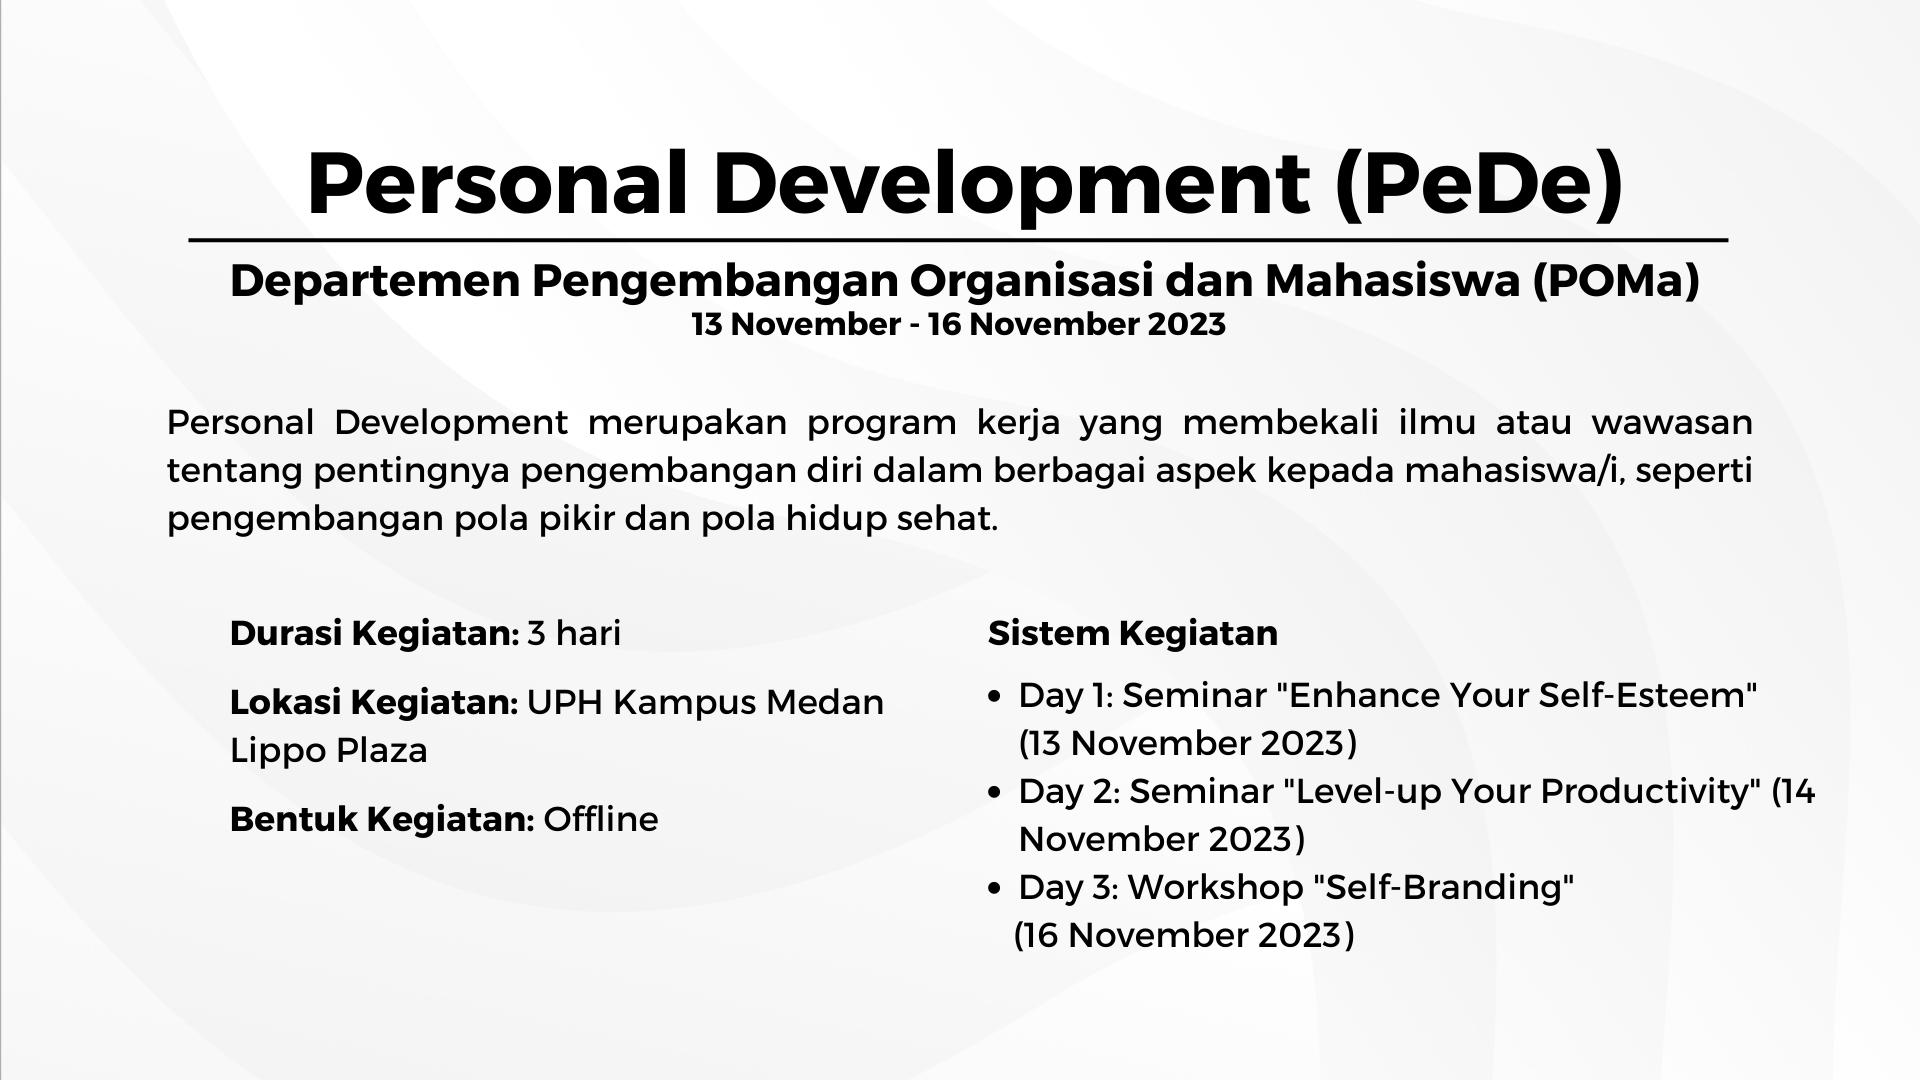 Personal Development (PeDe)
Departemen Pengembangan Organisasi dan Mahasiswa (POMa)
13 November - 16 November 2023
Personal Development merupakan program kerja yang membekali ilmu atau wawasan
tentang pentingnya pengembangan diri dalam berbagai aspek kepada mahasiswa/i, seperti
pengembangan pola pikir dan pola hidup sehat.
Durasi Kegiatan: 3 hari
Lokasi Kegiatan: UPH Kampus Medan
Lippo Plaza
Bentuk Kegiatan: Offline
Sistem Kegiatan
• Day 1: Seminar "Enhance Your Self-Esteem"
(13 November 2023)
• Day 2: Seminar "Level-up Your Productivity" (14
November 2023)
• Day 3: Workshop "Self-Branding"
(16 November 2023)